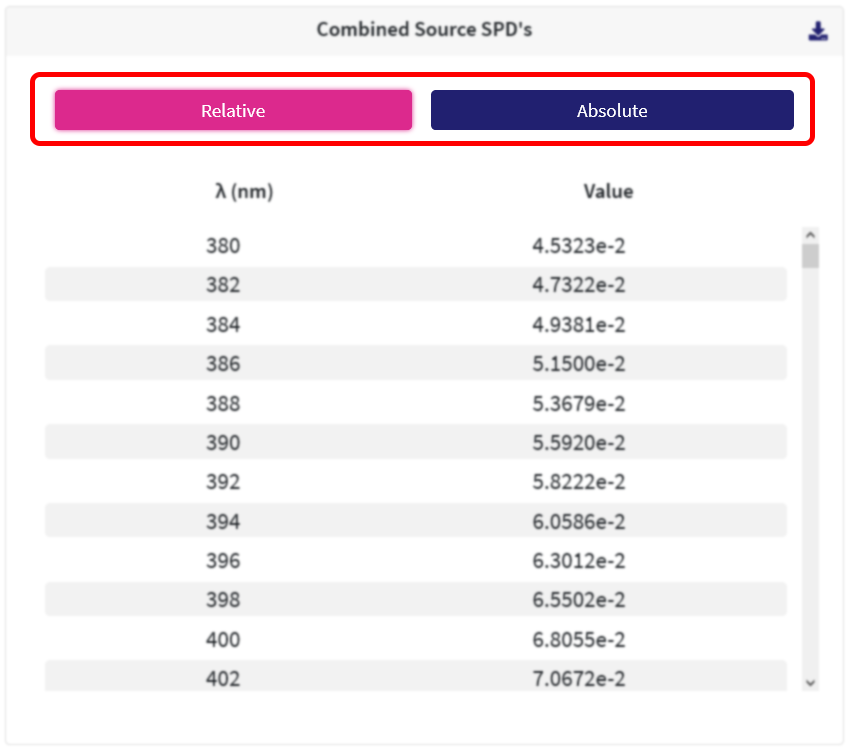 Combined Source SPD's
Relative Absolute
λ (nm) Value
380 4.5323e-2
382 4.7322e-2
384 4.9381e-2
386 5.1500e-2
388 5.3679e-2
390 5.5920e-2
392 5.8222e-2
394 6.0586e-2
396 6.3012e-2
398 6.5502e-2
400 6.8055e-2
402 7.0672e-2